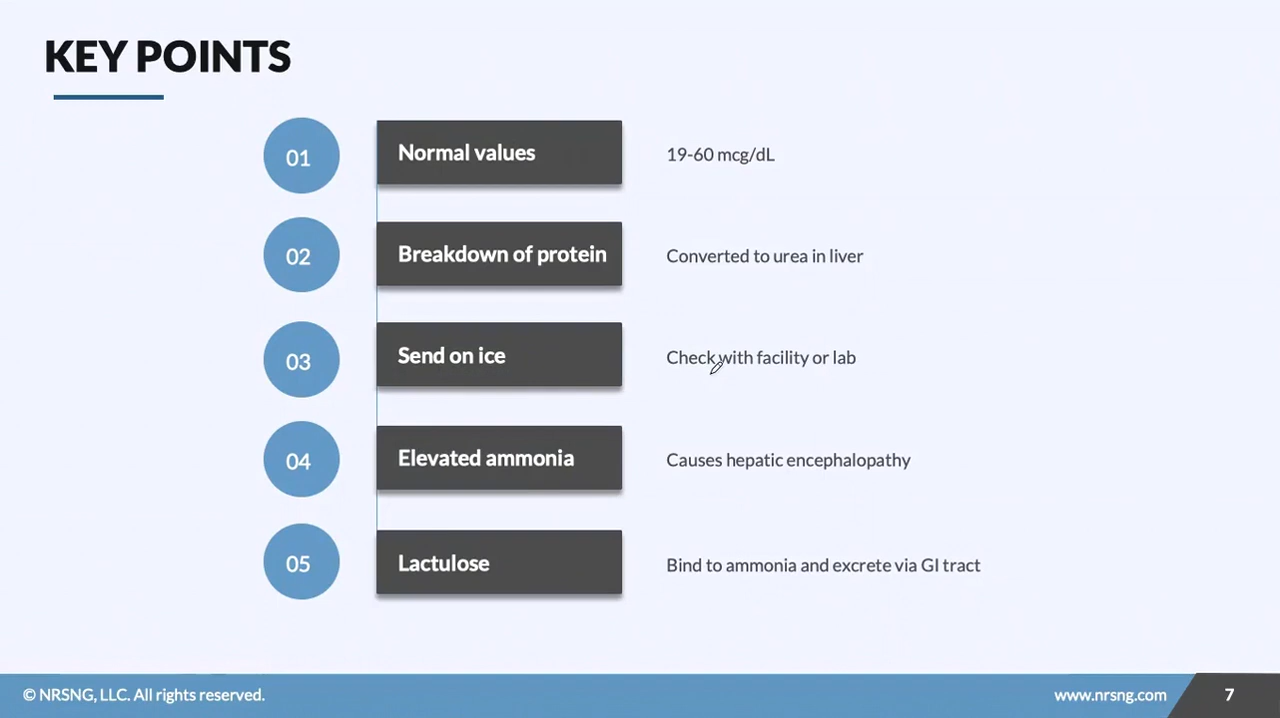 KEY POINTS
01
Normal values
19-60 mcg/dL
02
Breakdown of protein
Converted to urea in liver
03
Send on ice
Check with facility or lab
04
Elevated ammonia
Causes hepatic encephalopathy
05
Lactulose
Bind to ammonia and excrete via GI tract
© NRSNG, LLC. All rights reserved.
www.nrsng.com
7